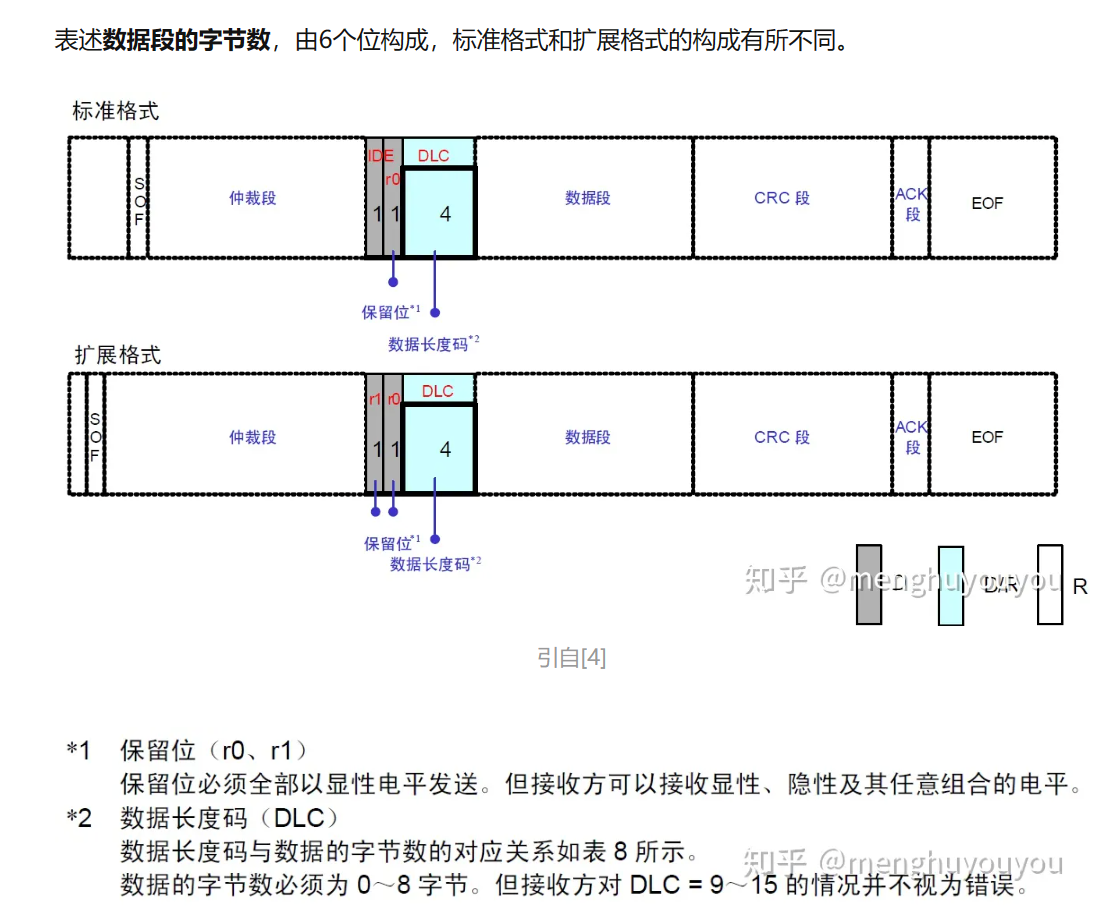 表述数据段的字节数，由6个位构成，标准格式和扩展格式的构成有所不同。
标准格式
SOF
仲裁段
IDE
r0
DLC
1 1 4
数据段
CRC 段
ACK
段
EOF
保留位*1
数据长度码*2
扩展格式
SOF
仲裁段
r1 r0
DLC
1 1 4
数据段
CRC 段
ACK
段
EOF
保留位*1
数据长度码*2
D D/R R
知乎 @menghuyouyou
引自[4]
*1 保留位（r0、r1）
保留位必须全部以显性电平发送。但接收方可以接收显性、隐性及其任意组合的电平。
*2 数据长度码（DLC）
数据长度码与数据的字节数的对应关系如表 8 所示。
知乎 @menghuyouyou
数据的字节数必须为 0～8 字节。但接收方对 DLC = 9～15 的情况并不视为错误。